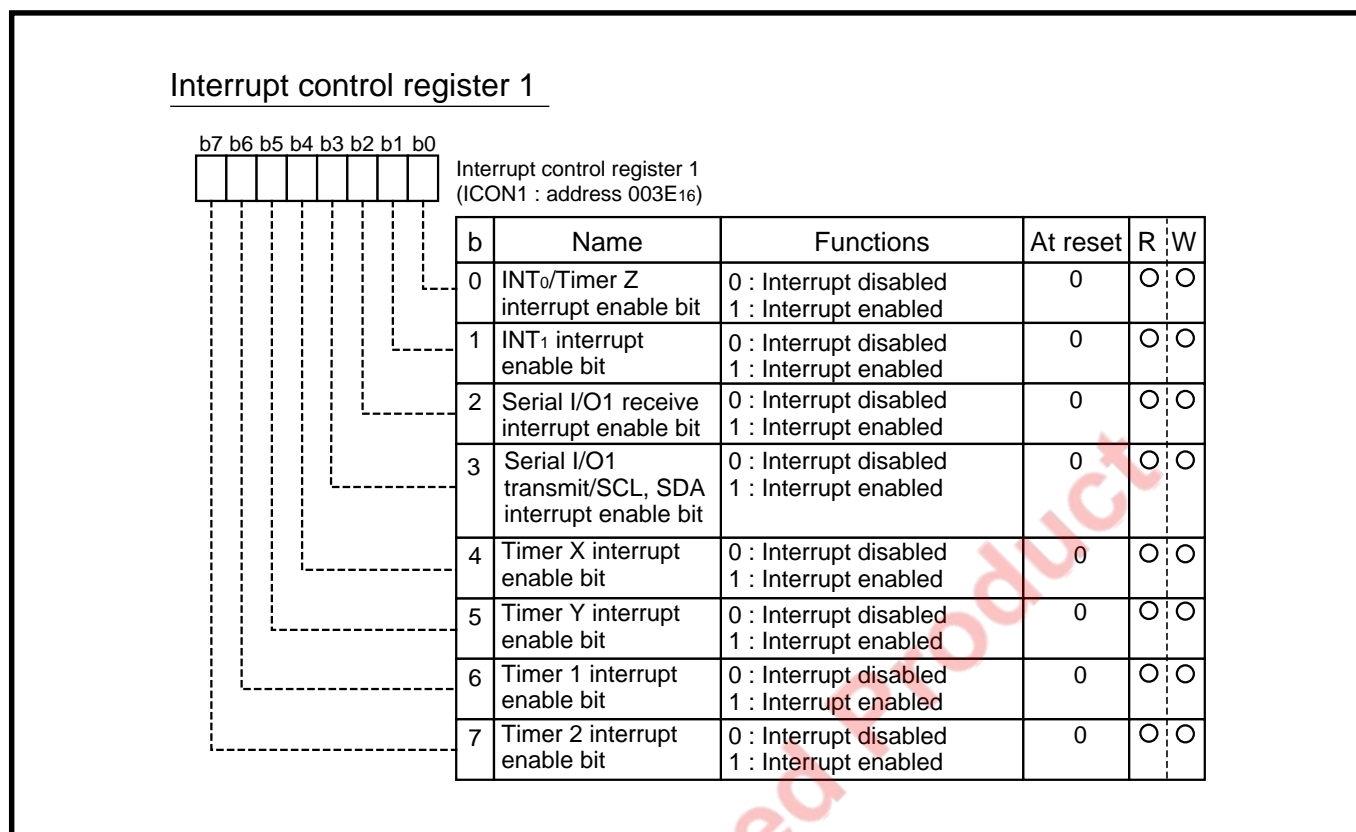 Interrupt control register 1
b7 b6 b5 b4 b3 b2 b1 b0
Interrupt control register 1
(ICON1 : address 003E16)
b Name Functions At reset R W
0 INT0/Timer Z interrupt enable bit 0 : Interrupt disabled 0
1 : Interrupt enabled
1 INT1 interrupt enable bit 0 : Interrupt disabled 0
1 : Interrupt enabled
2 Serial I/O1 receive interrupt enable bit 0 : Interrupt disabled 0
1 : Interrupt enabled
3 Serial I/O1 transmit/SCL, SDA interrupt enable bit 0 : Interrupt disabled 0
1 : Interrupt enabled
4 Timer X interrupt enable bit 0 : Interrupt disabled 0
1 : Interrupt enabled
5 Timer Y interrupt enable bit 0 : Interrupt disabled 0
1 : Interrupt enabled
6 Timer 1 interrupt enable bit 0 : Interrupt disabled 0
1 : Interrupt enabled
7 Timer 2 interrupt enable bit 0 : Interrupt disabled 0
1 : Interrupt enabled
ed Product